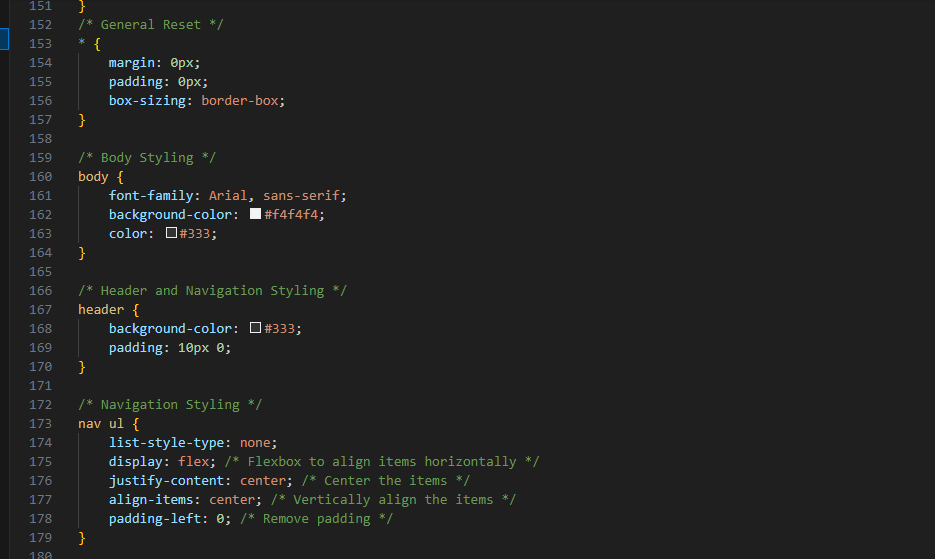 151 }
152 /* General Reset */
153 * {
154 margin: 0px;
155 padding: 0px;
156 box-sizing: border-box;
157 }
158
159 /* Body Styling */
160 body {
161 font-family: Arial, sans-serif;
162 background-color: #f4f4f4;
163 color: #333;
164 }
165
166 /* Header and Navigation Styling */
167 header {
168 background-color: #333;
169 padding: 10px 0;
170 }
171
172 /* Navigation Styling */
173 nav ul {
174 list-style-type: none;
175 display: flex; /* Flexbox to align items horizontally */
176 justify-content: center; /* Center the items */
177 align-items: center; /* Vertically align the items */
178 padding-left: 0; /* Remove padding */
179 }
180